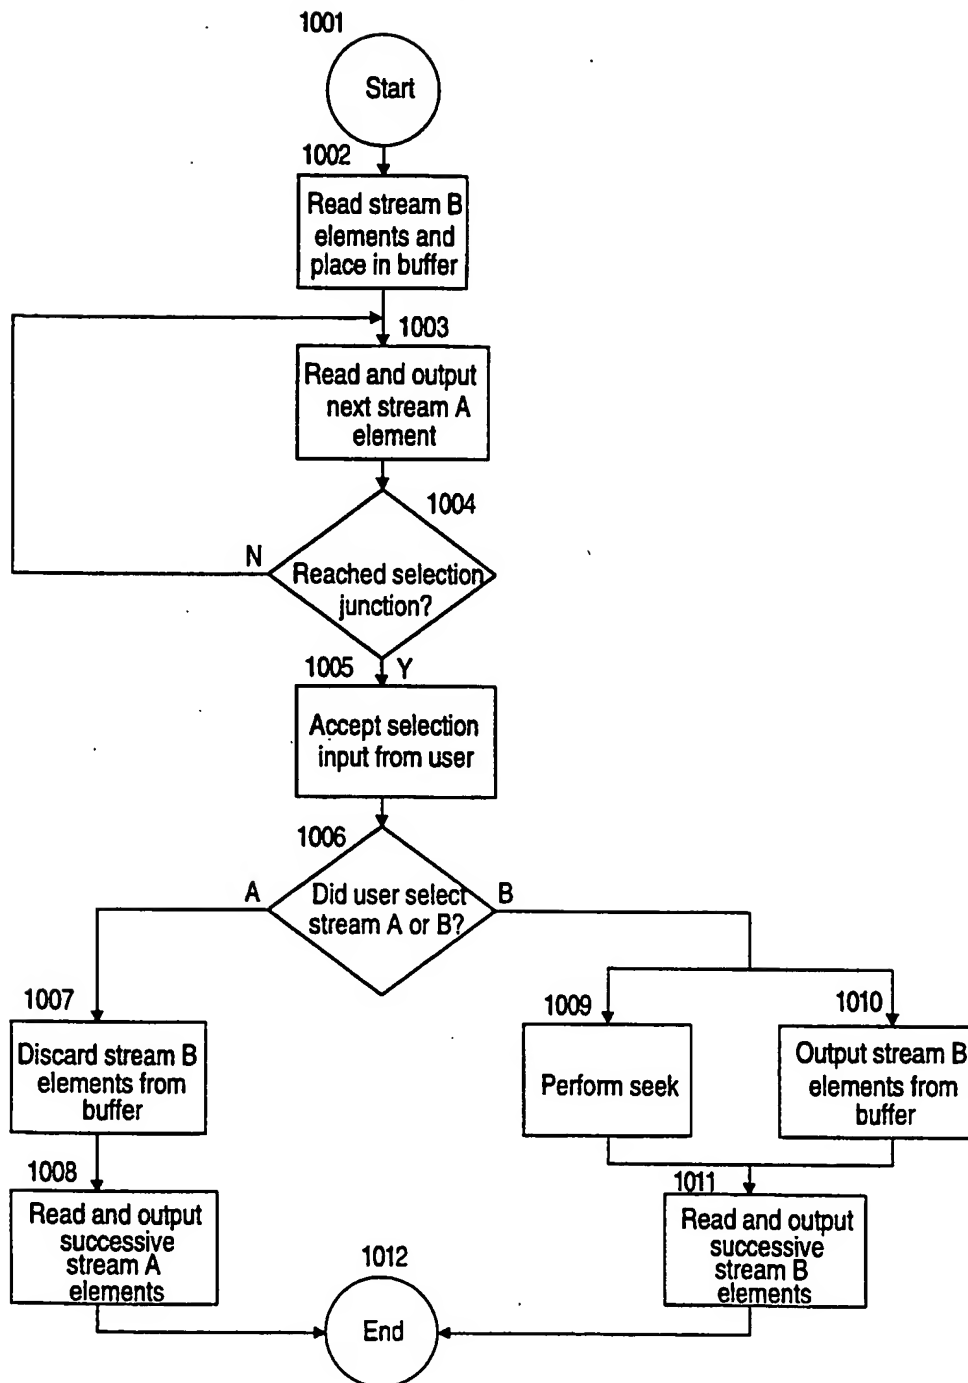 1001
Start
1002
Read stream B
elements and
place in buffer
1003
Read and output
next stream A
element
1004
N
Reached selection
junction?
1005
Y
Accept selection
input from user
1006
A
Did user select
stream A or B?
B
1007
Discard stream B
elements from
buffer
1008
Read and output
successive
stream A
elements
1009
Perform seek
1010
Output stream B
elements from
buffer
1011
Read and output
successive
stream B
elements
1012
End